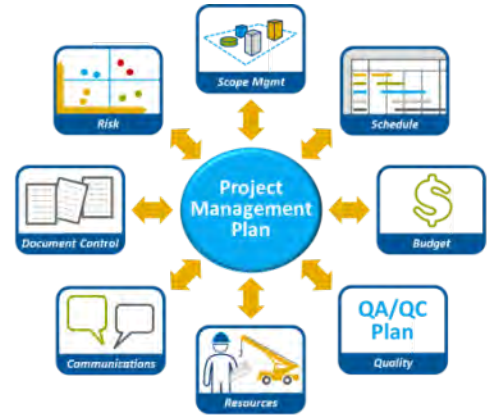 Scope Mgmt
Risk
Schedule
Project
Management
Plan
Document Control
Budget
QA/QC
Plan
Communications
Quality
Resources